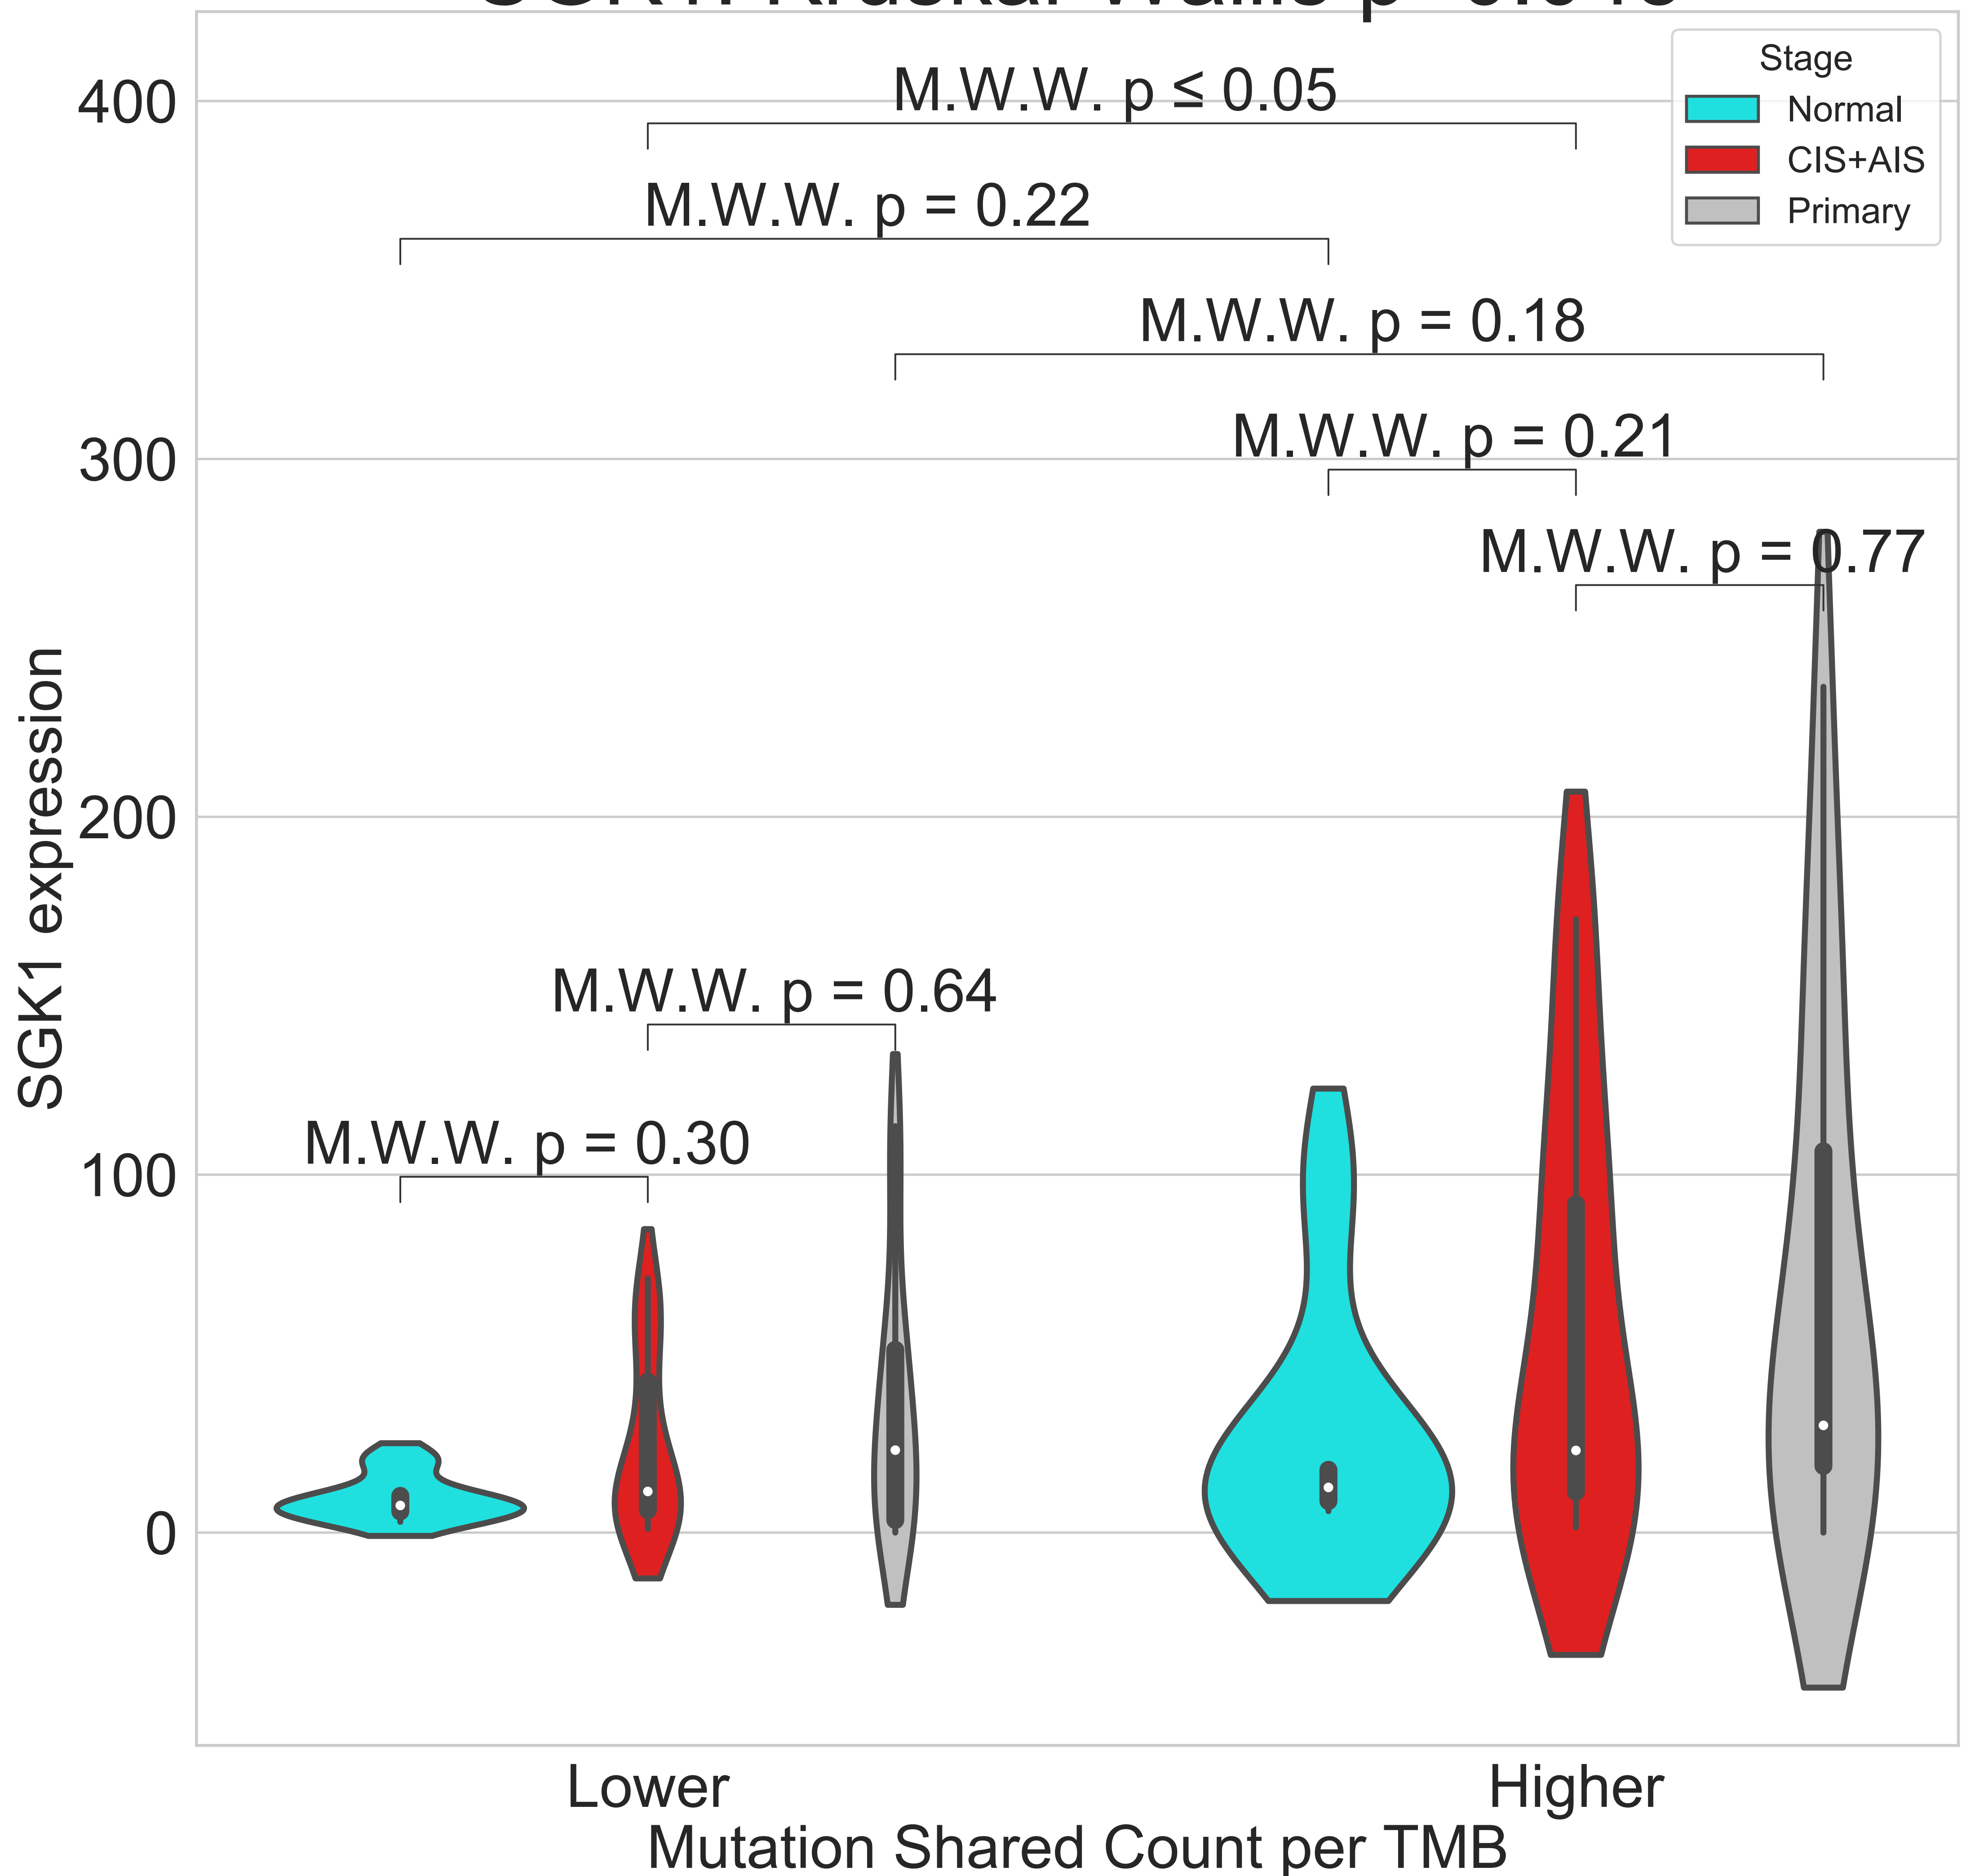 Stage
Normal
CIS+AIS
Primary
M.W.W. p ≤ 0.05
M.W.W. p = 0.22
M.W.W. p = 0.18
M.W.W. p = 0.21
M.W.W. p = 0.77
M.W.W. p = 0.64
M.W.W. p = 0.30
400
300
200
100
0
SGK1 expression
Lower
Higher
Mutation Shared Count per TMB